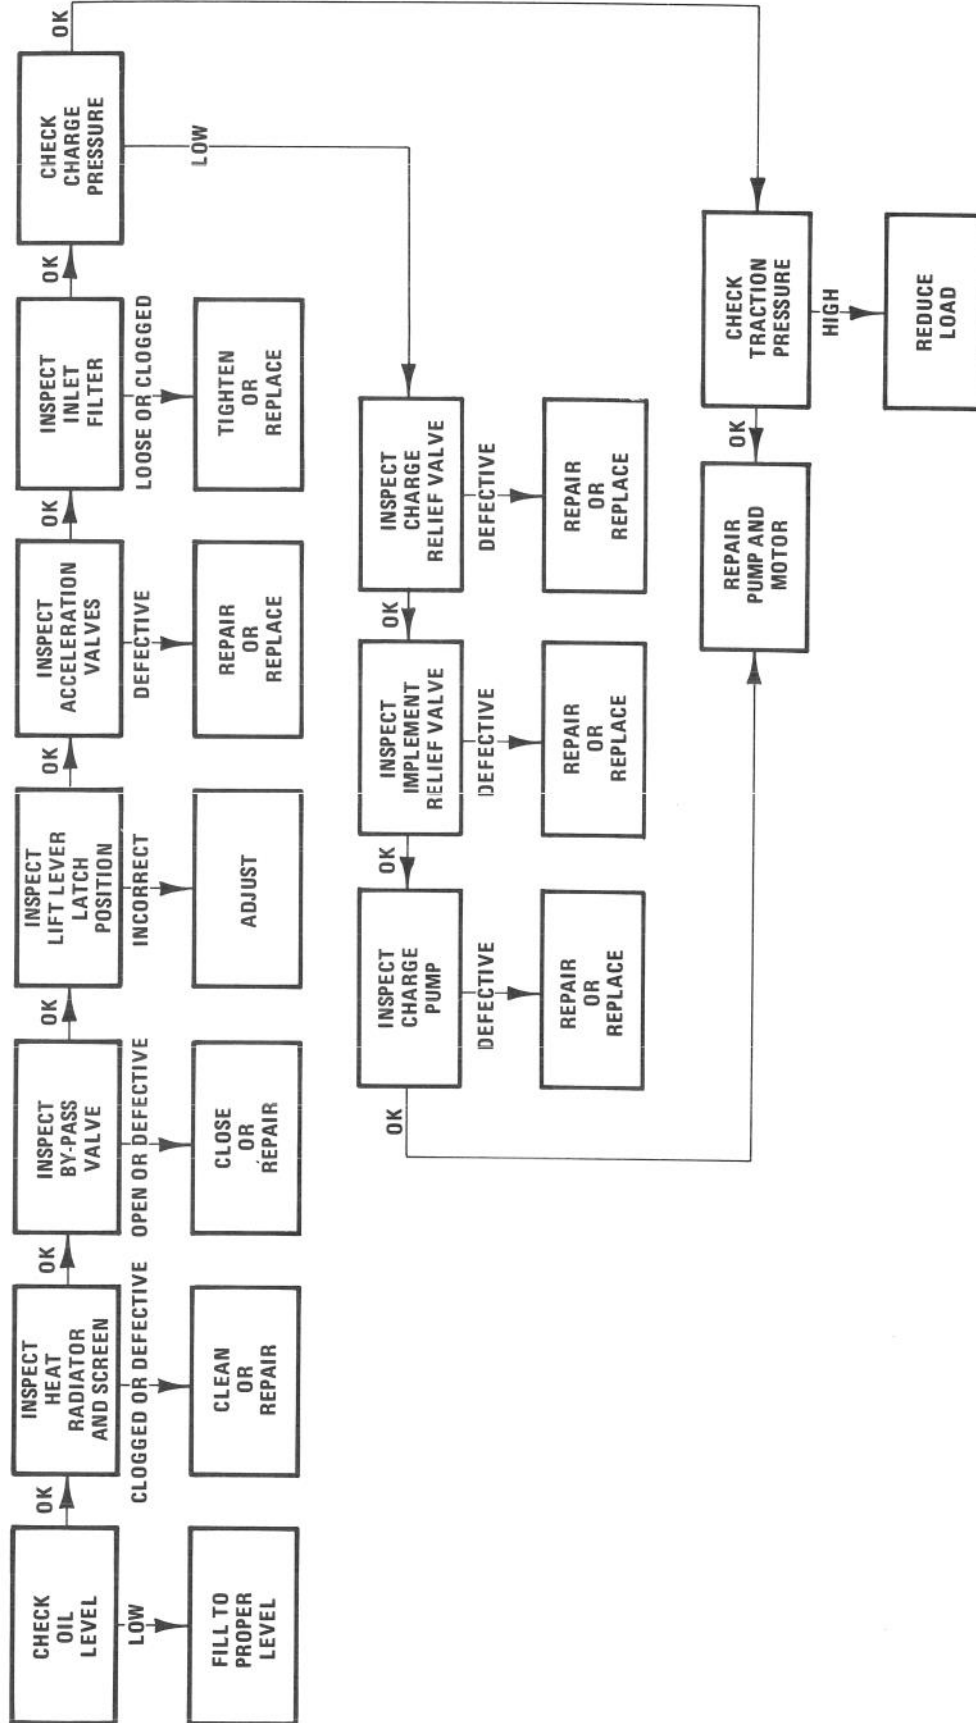 CHECK
OIL
LEVEL
OK
INSPECT
HEAT
RADIATOR
AND SCREEN
OK
INSPECT
BY-PASS
VALVE
OK
INSPECT
LIFT LEVER
LATCH
POSITION
OK
INSPECT
ACCELERATION
VALVES
OK
INSPECT
INLET
FILTER
OK
CHECK
CHARGE
PRESSURE
OK
LOW
CLOGGED OR DEFECTIVE
OPEN OR DEFECTIVE
INCORRECT
DEFECTIVE
LOOSE OR CLOGGED
LOW
FILL TO
PROPER
LEVEL
CLEAN
OR
REPAIR
CLOSE
OR
REPAIR
ADJUST
REPAIR
OR
REPLACE
TIGHTEN
OR
REPLACE
OK
INSPECT
CHARGE
PUMP
OK
INSPECT
IMPLEMENT
RELIEF VALVE
OK
INSPECT
CHARGE
RELIEF VALVE
DEFECTIVE
DEFECTIVE
DEFECTIVE
REPAIR
OR
REPLACE
REPAIR
OR
REPLACE
REPAIR
OR
REPLACE
REPAIR
PUMP AND
MOTOR
OK
CHECK
TRACTION
PRESSURE
HIGH
REDUCE
LOAD